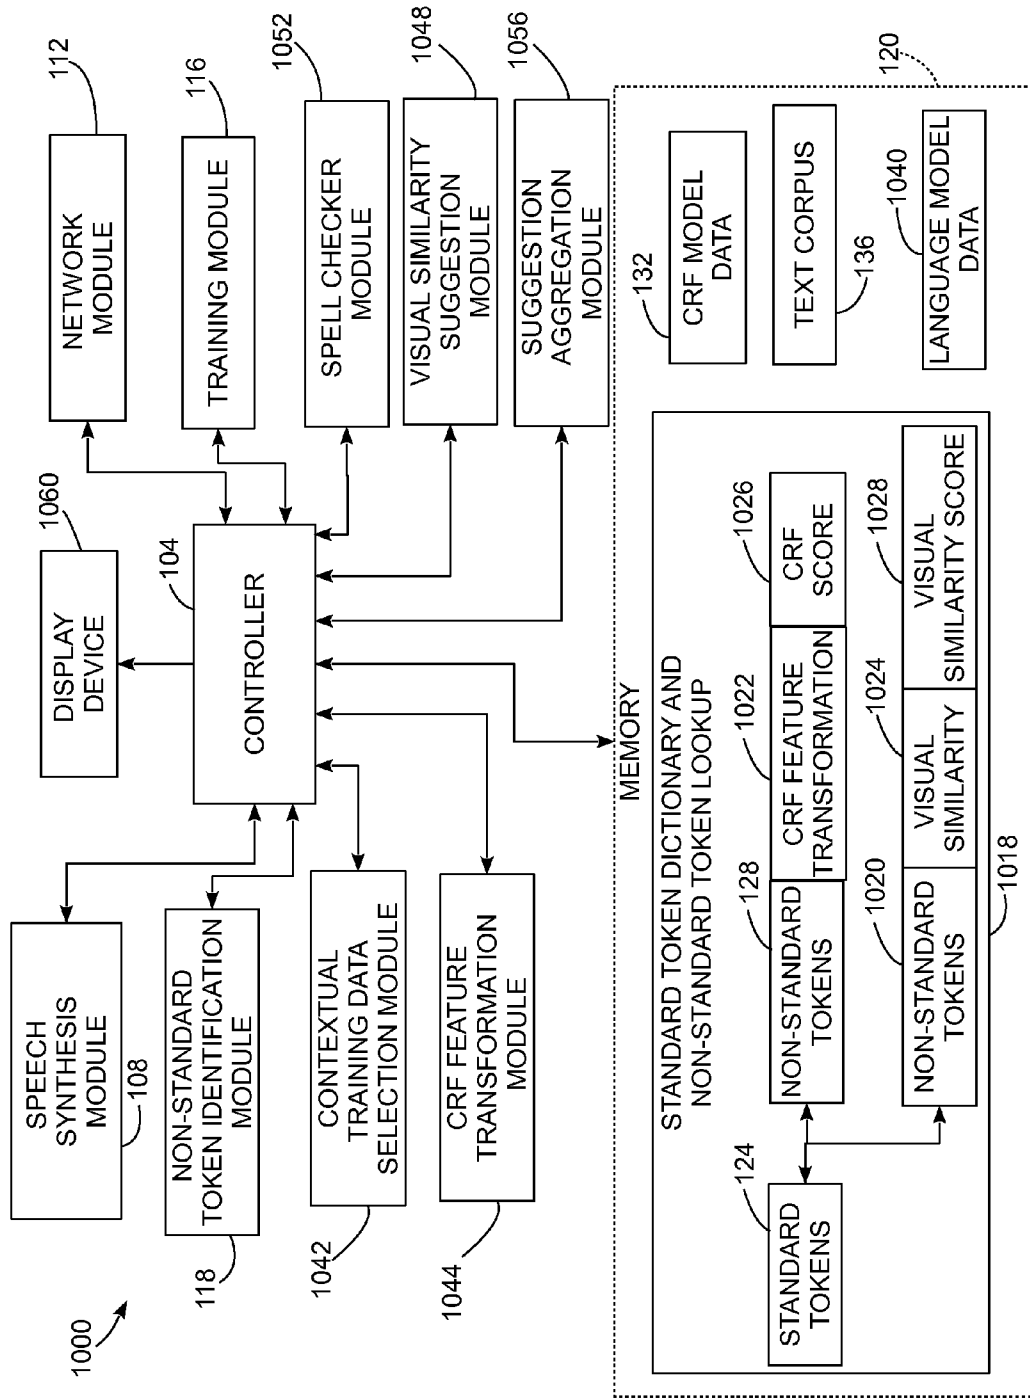 1000
SPEECH
SYNTHESIS
MODULE
108
NON-STANDARD
TOKEN IDENTIFICATION
MODULE
118
CONTEXTUAL
TRAINING DATA
SELECTION MODULE
1042
CRF FEATURE
TRANSFORMATION
MODULE
1044
DISPLAY
DEVICE
1060
CONTROLLER
104
NETWORK
MODULE
112
TRAINING MODULE
116
SPELL CHECKER
MODULE
1052
VISUAL SIMILARITY
SUGGESTION
MODULE
1048
SUGGESTION
AGGREGATION
MODULE
1056
MEMORY
120
STANDARD TOKEN DICTIONARY AND
NON-STANDARD TOKEN LOOKUP
STANDARD
TOKENS
124
NON-STANDARD
TOKENS
128
CRF FEATURE
TRANSFORMATION
1022
CRF
SCORE
1026
NON-STANDARD
TOKENS
1020
VISUAL
SIMILARITY
1024
VISUAL
SIMILARITY SCORE
1028
1018
132
CRF MODEL
DATA
TEXT CORPUS
136
1040
LANGUAGE MODEL
DATA